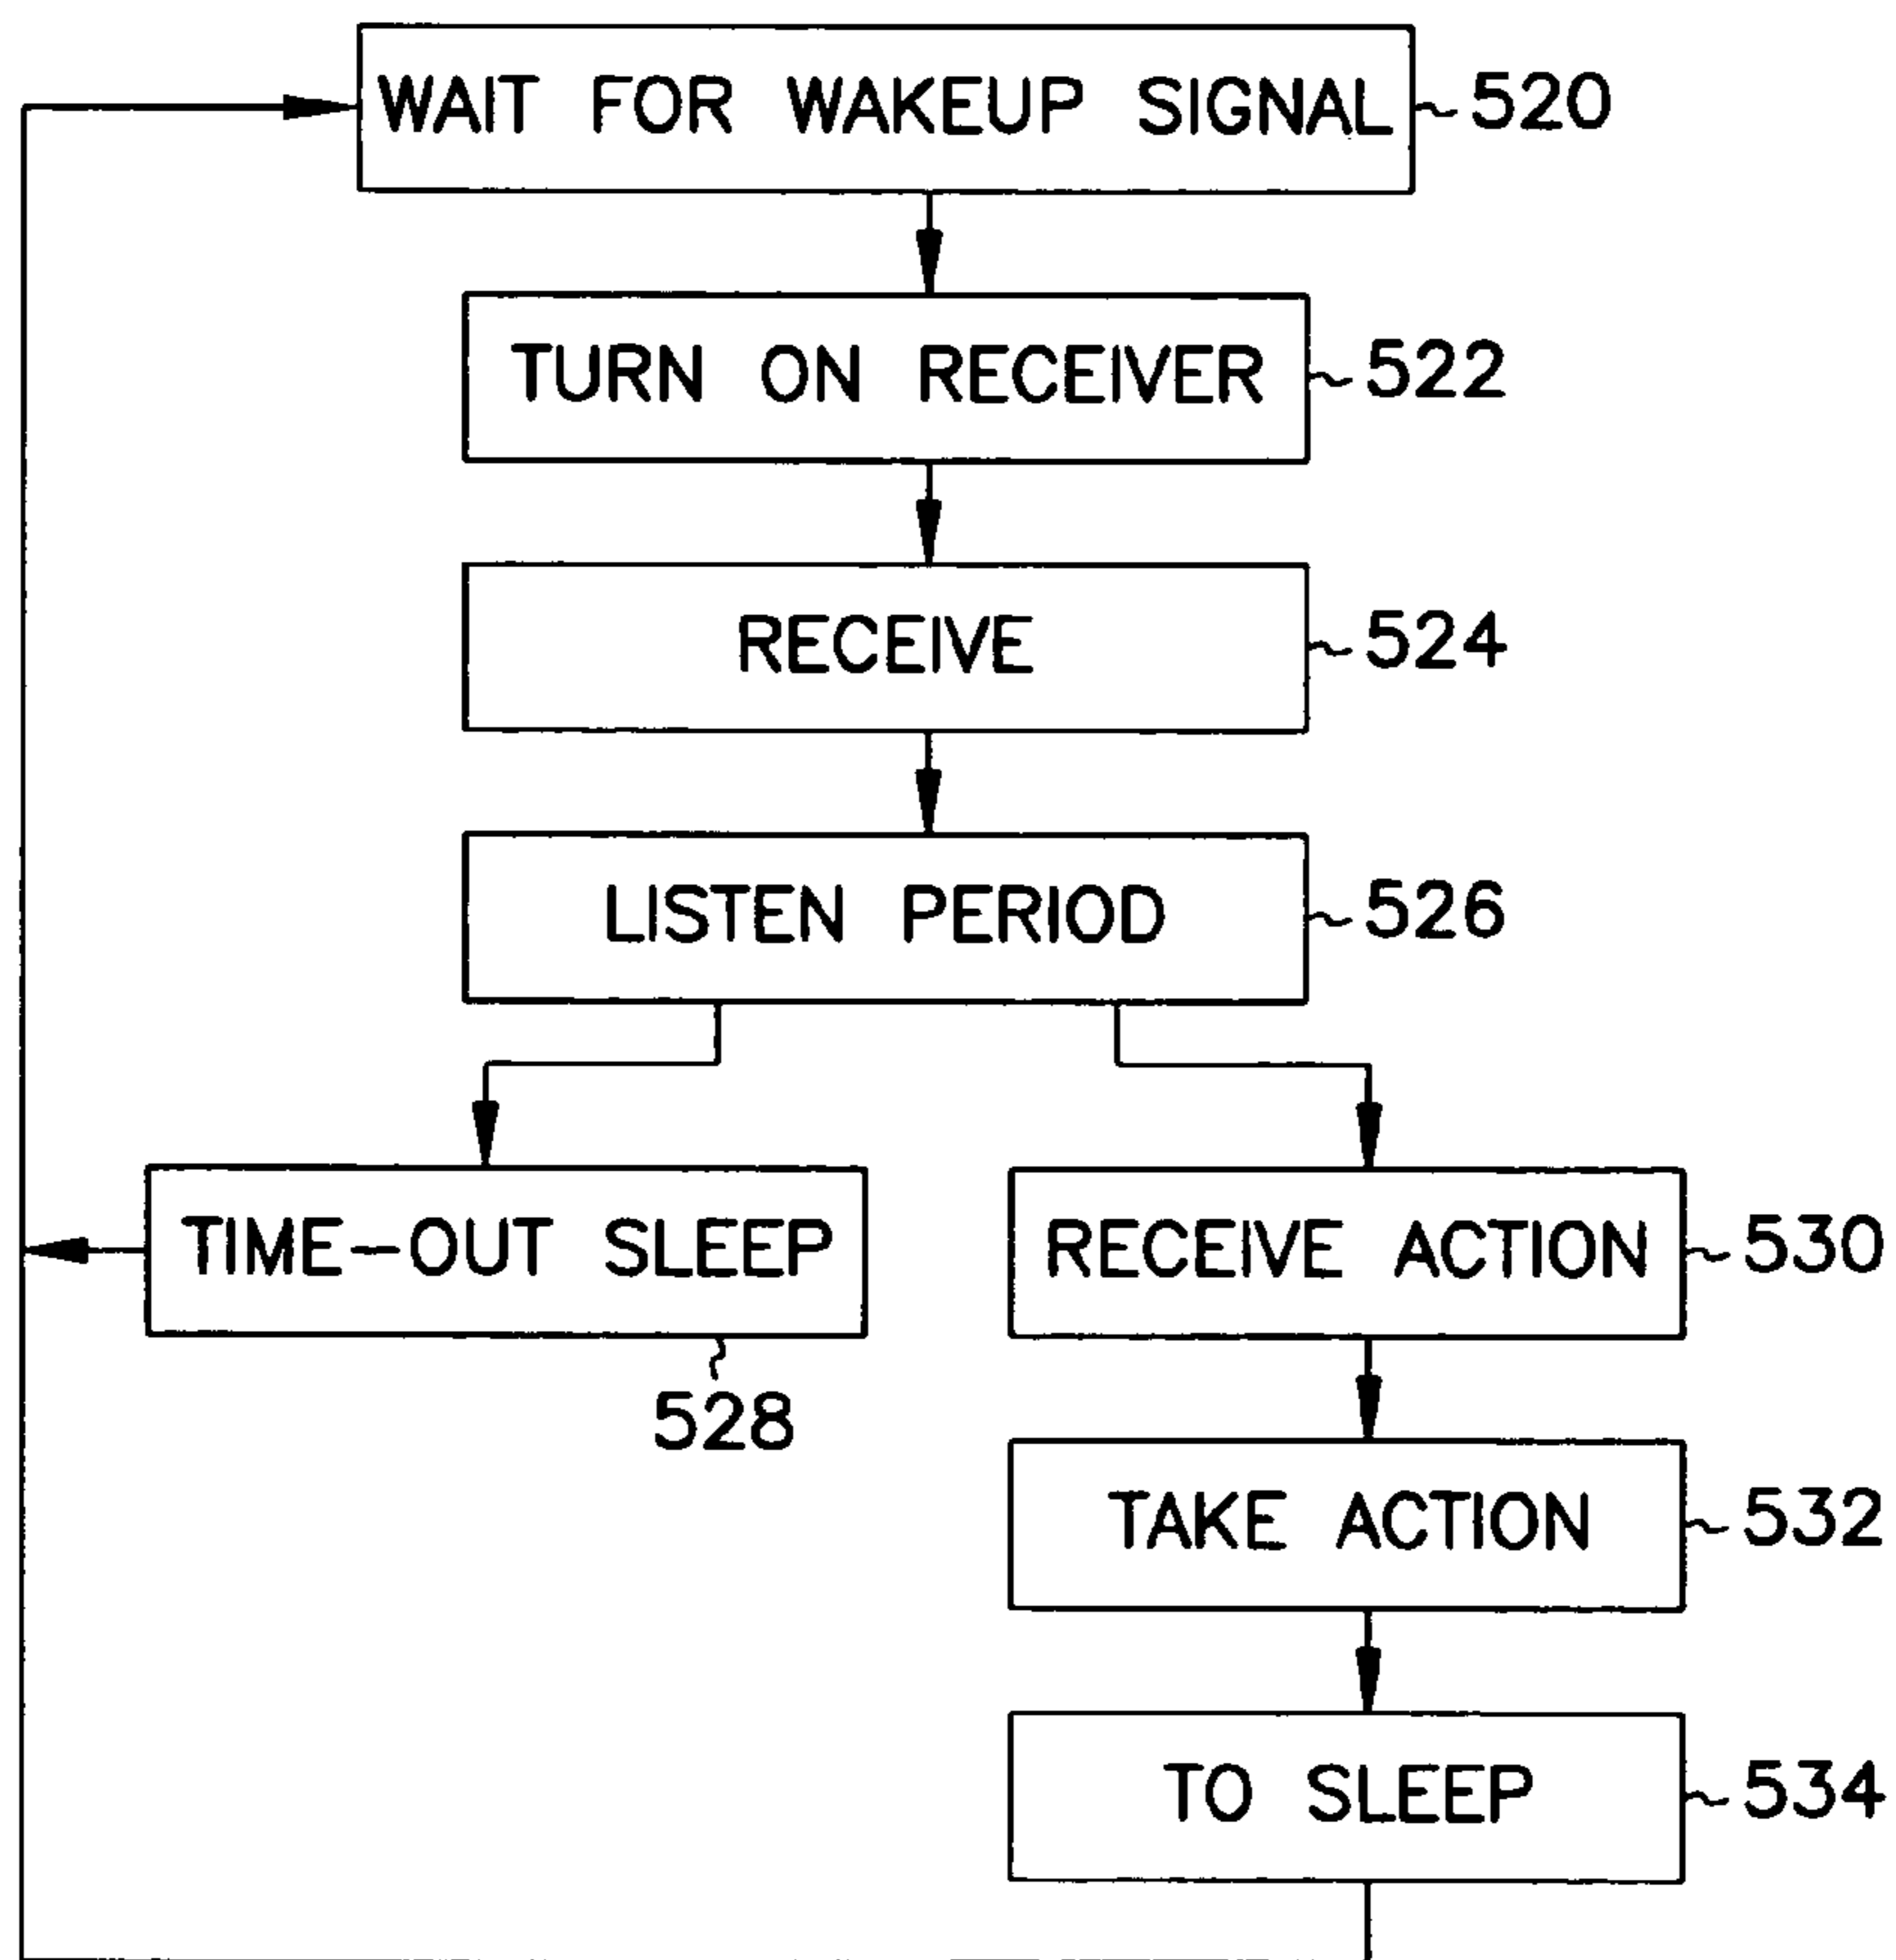 WAIT FOR WAKEUP SIGNAL 520
TURN ON RECEIVER 522
RECEIVE 524
LISTEN PERIOD 526
TIME-OUT SLEEP
528
RECEIVE ACTION 530
TAKE ACTION 532
TO SLEEP 534